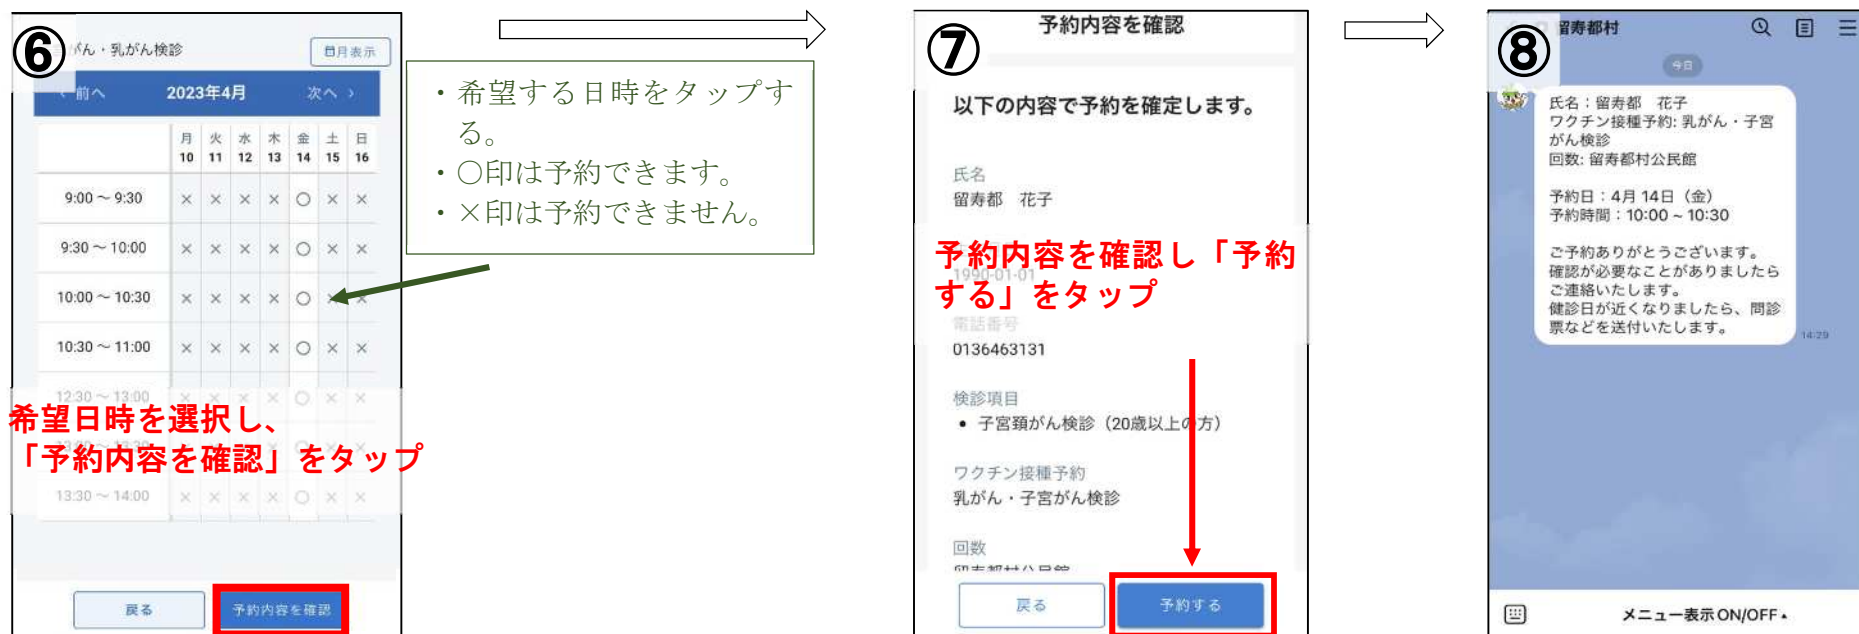 ⑥
がん・乳がん検診
月表示
前へ 2023年4月 次へ
月 火 水 木 金 土 日
10 11 12 13 14 15 16
9:00 ～ 9:30 × × × × ○ × ×
9:30 ～ 10:00 × × × × ○ × ×
10:00 ～ 10:30 × × × × ○ × ×
10:30 ～ 11:00 × × × × ○ × ×
12:30 ～ 13:00 × × × × ○ × ×
希望日時を選択し、
「予約内容を確認」をタップ
13:30 ～ 14:00 × × × × ○ × ×
戻る 予約内容を確認
・希望する日時をタップす
る。
・○印は予約できます。
・×印は予約できません。
⑦
予約内容を確認
以下の内容で予約を確定します。
氏名
留寿都 花子
予約内容を確認し「予約
する」をタップ
1990-01-01
電話番号
0136463131
検診項目
• 子宮頸がん検診（20歳以上の方）
ワクチン接種予約
乳がん・子宮がん検診
回数
留寿都村公民館
戻る 予約する
⑧
留寿都村
今日
氏名：留寿都 花子
ワクチン接種予約: 乳がん・子宮
がん検診
回数: 留寿都村公民館
予約日：4月 14日（金）
予約時間：10:00 ~ 10:30
ご予約ありがとうございます。
確認が必要なことがありましたら
ご連絡いたします。
健診日が近くなりましたら、問診
票などを送付いたします。
14:29
メニュー表示 ON/OFF